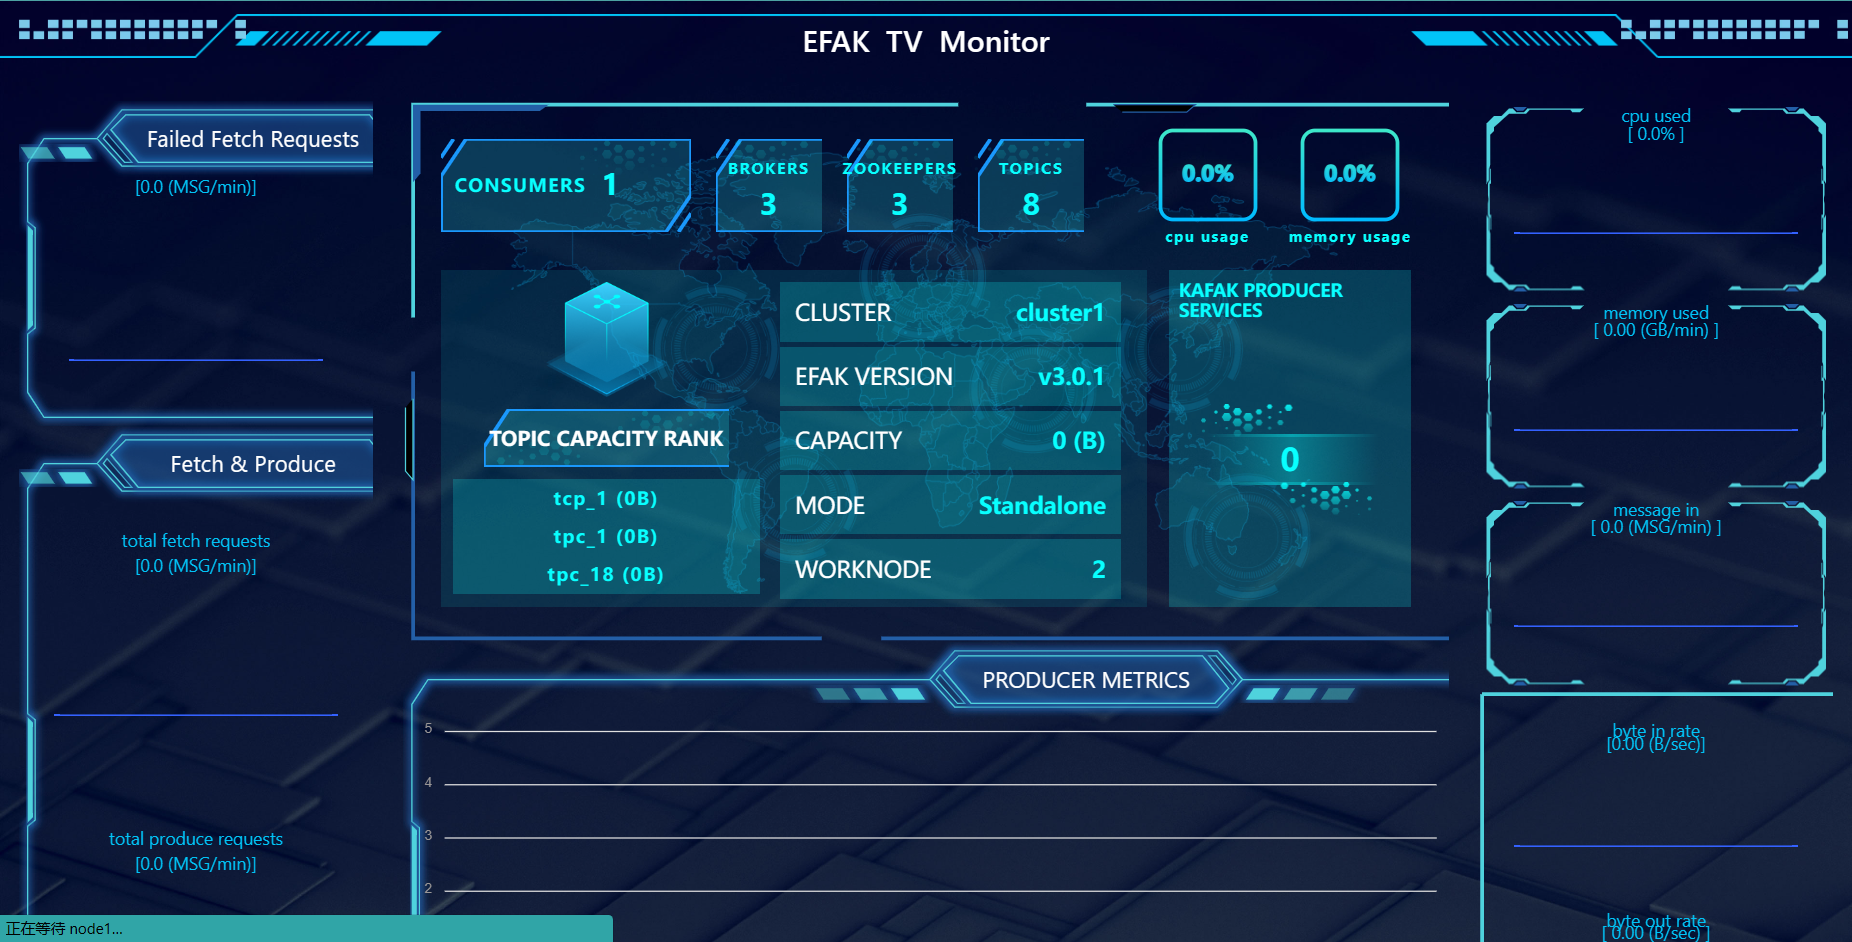 EFAK TV Monitor
Failed Fetch Requests
[0.0 (MSG/min)]
Fetch & Produce
total fetch requests
[0.0 (MSG/min)]
total produce requests
[0.0 (MSG/min)]
CONSUMERS 1
BROKERS
3
ZOOKEEPERS
3
TOPICS
8
0.0%
cpu usage
0.0%
memory usage
TOPIC CAPACITY RANK
tcp_1 (0B)
tpc_1 (0B)
tpc_18 (0B)
CLUSTER cluster1
EFAK VERSION v3.0.1
CAPACITY 0 (B)
MODE Standalone
WORKNODE 2
KAFAK PRODUCER
SERVICES
0
PRODUCER METRICS
5
4
3
2
cpu used
[ 0.0% ]
memory used
[ 0.00 (GB/min) ]
message in
[ 0.0 (MSG/min) ]
byte in rate
[0.00 (B/sec)]
byte out rate
[ 0.00 (B/sec) ]
正在等待 node1...